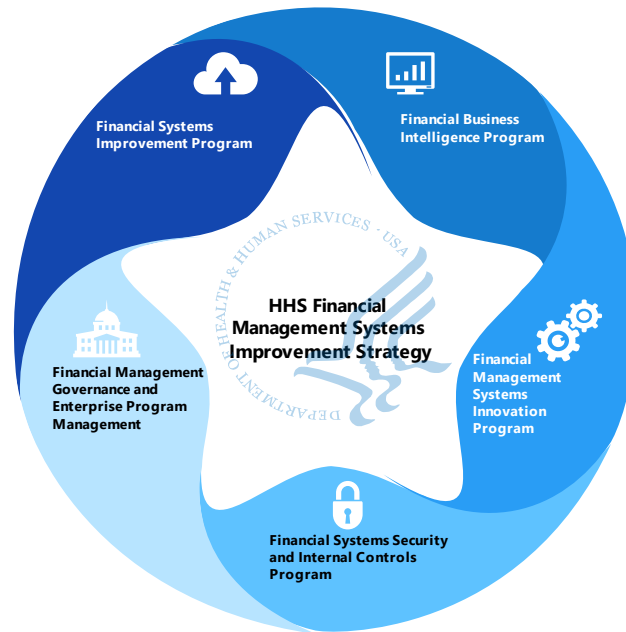 Financial Systems
Improvement Program
Financial Business
Intelligence Program
DEPARTMENT OF HEALTH & HUMAN SERVICES · USA
HHS Financial
Management Systems
Improvement Strategy
Financial
Management
Systems
Innovation
Program
Financial Management
Governance and
Enterprise Program
Management
Financial Systems Security
and Internal Controls
Program